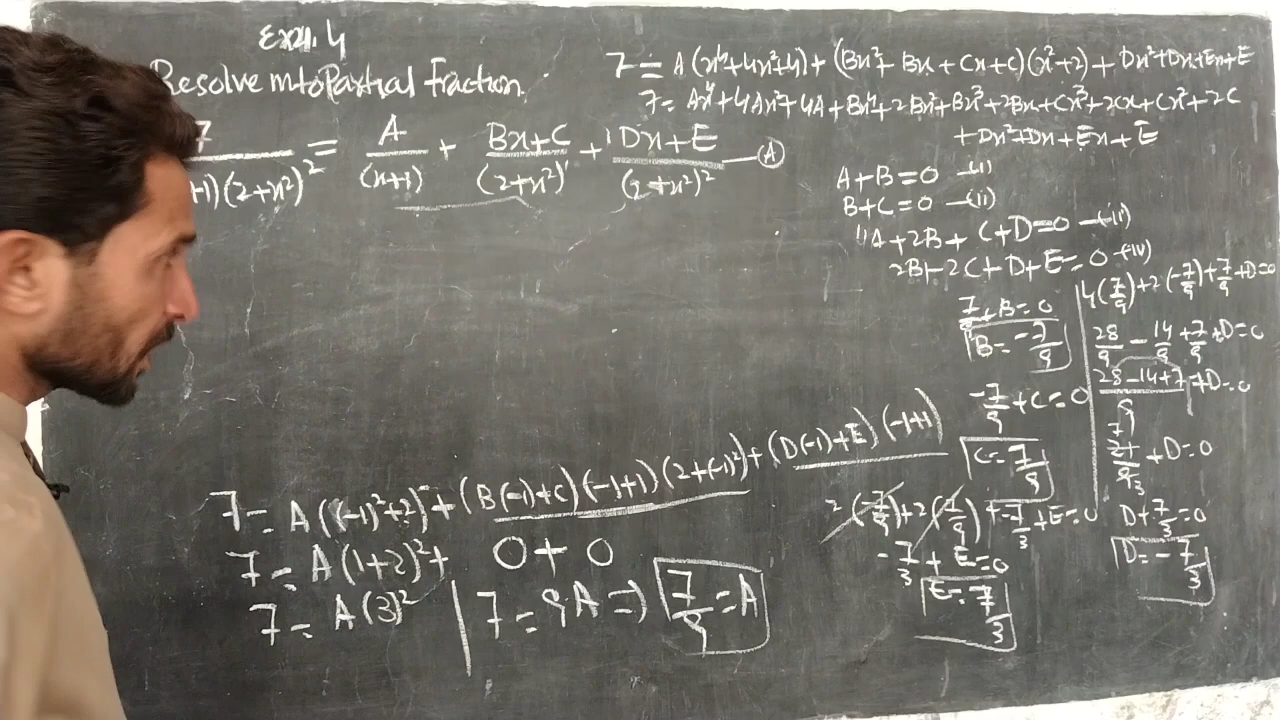 Ex 4.4
Resolve into Partial fraction.
7/(+1)(2+x²)² = A/(x+1) + Bx+C/(2+x²)¹ + Dx+E/(2+x²)² — (A)
7 = A(x⁴+4x²+4) + (Bx²+Bx+Cx+C)(x²+2) + Dx²+Dx+Ex+E
7 = Ax⁴+4Ax²+4A+Bx⁴+2Bx²+Bx³+2Bx+Cx³+2Cx+Cx²+2C
+Dx²+Dx+Ex+E
A+B=0 —(i)
B+C=0 —(ii)
4A+2B+C+D=0 —(iii)
2B+2C+D+E=0 —(iv)
7/9+B=0
B=-7/9
-7/9+C=0
C=7/9
4(7/9)+2(-7/9)+7/9+D=0
28/9-14/9+7/9+D=0
28-14+7/9+D=0
21/9+D=0
D+7/3=0
D=-7/3
2(-7/9)+2(7/9)+-7/3+E=0
-7/3+E=0
E=7/3
7 = A((-1)²+2)²+(B(-1)+C)(-1+1)(2+(-1)²)+(D(-1)+E)(-1+1)
7 = A(1+2)²+ 0+0
7 = A(3)² | 7=9A ⇒ 7/9=A